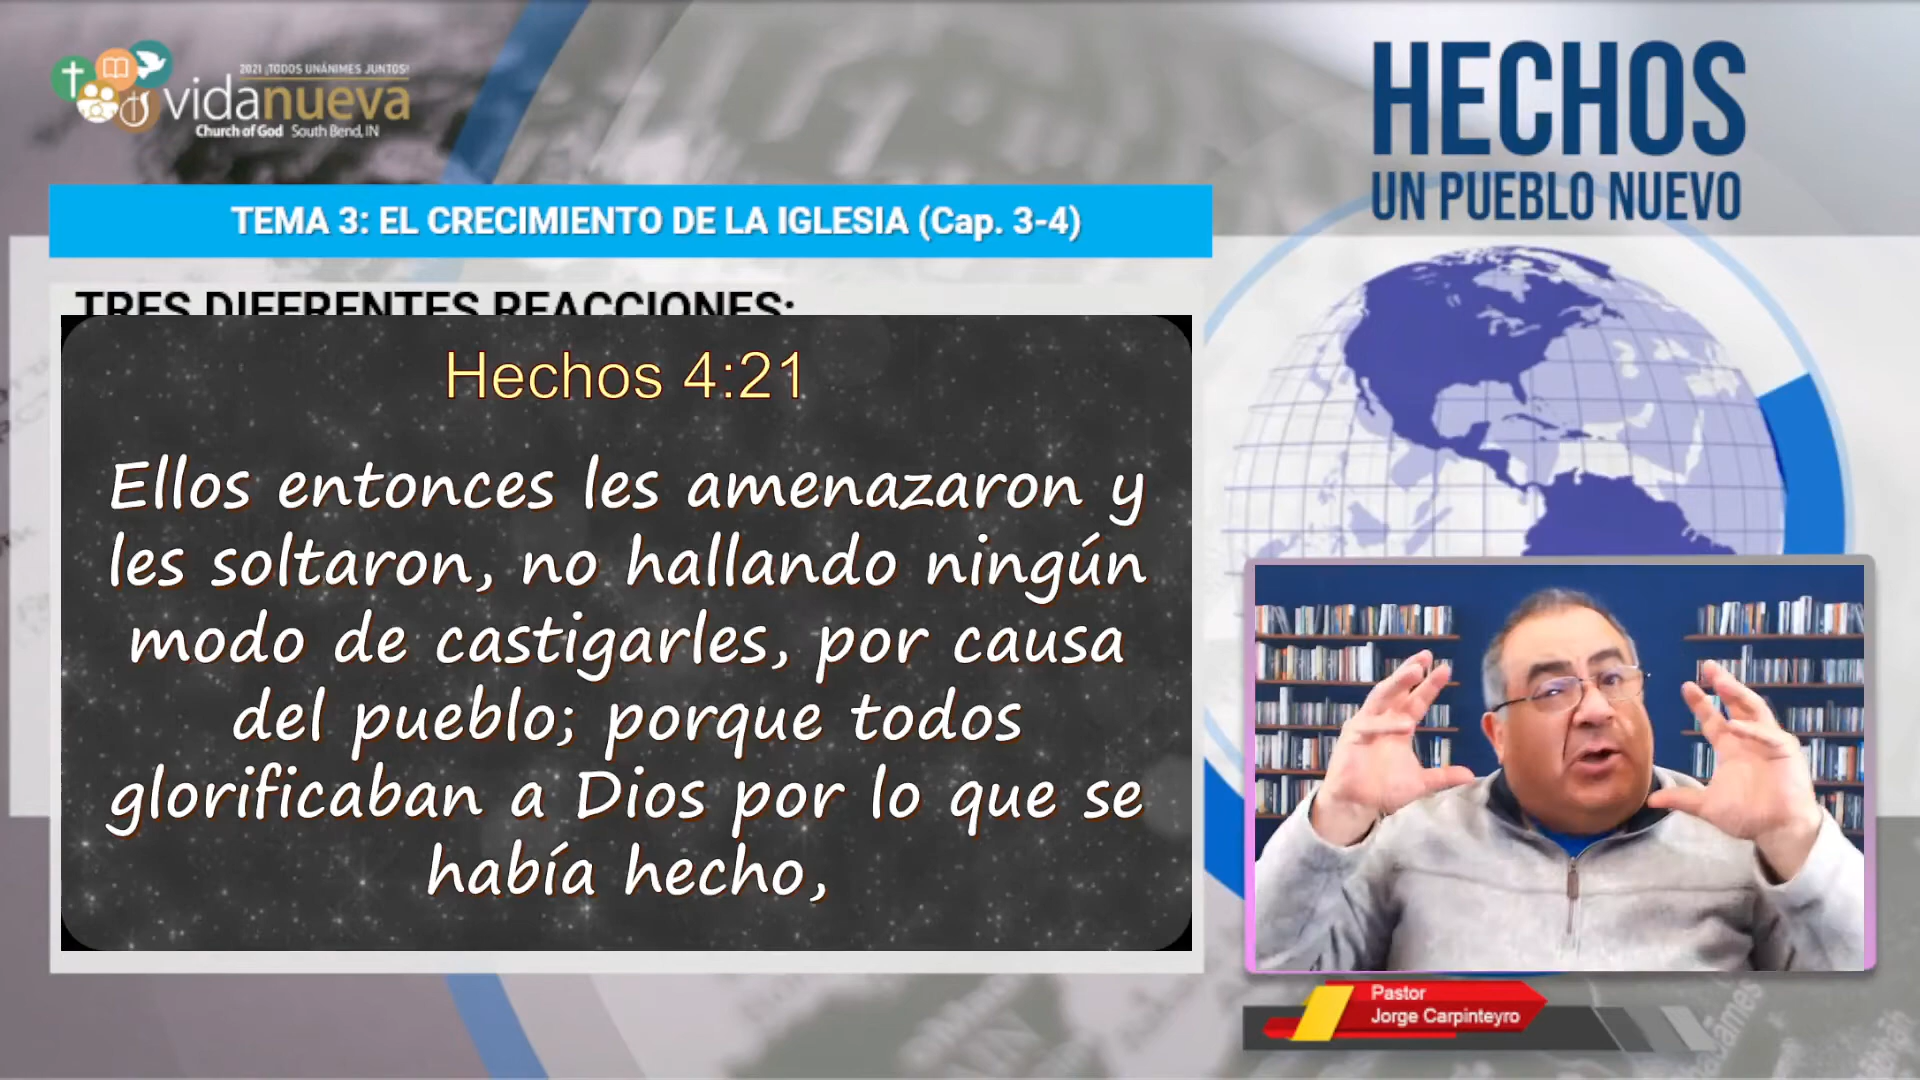 2021 ¡TODOS UNÁNIMES JUNTOS!
vidanueva
Church of God South Bend, IN
HECHOS
UN PUEBLO NUEVO
TEMA 3: EL CRECIMIENTO DE LA IGLESIA (Cap. 3-4)
TRES DIFERENTES REACCIONES:
Hechos 4:21
Ellos entonces les amenazaron y
les soltaron, no hallando ningún
modo de castigarles, por causa
del pueblo; porque todos
glorificaban a Dios por lo que se
había hecho,
Pastor
Jorge Carpinteyro